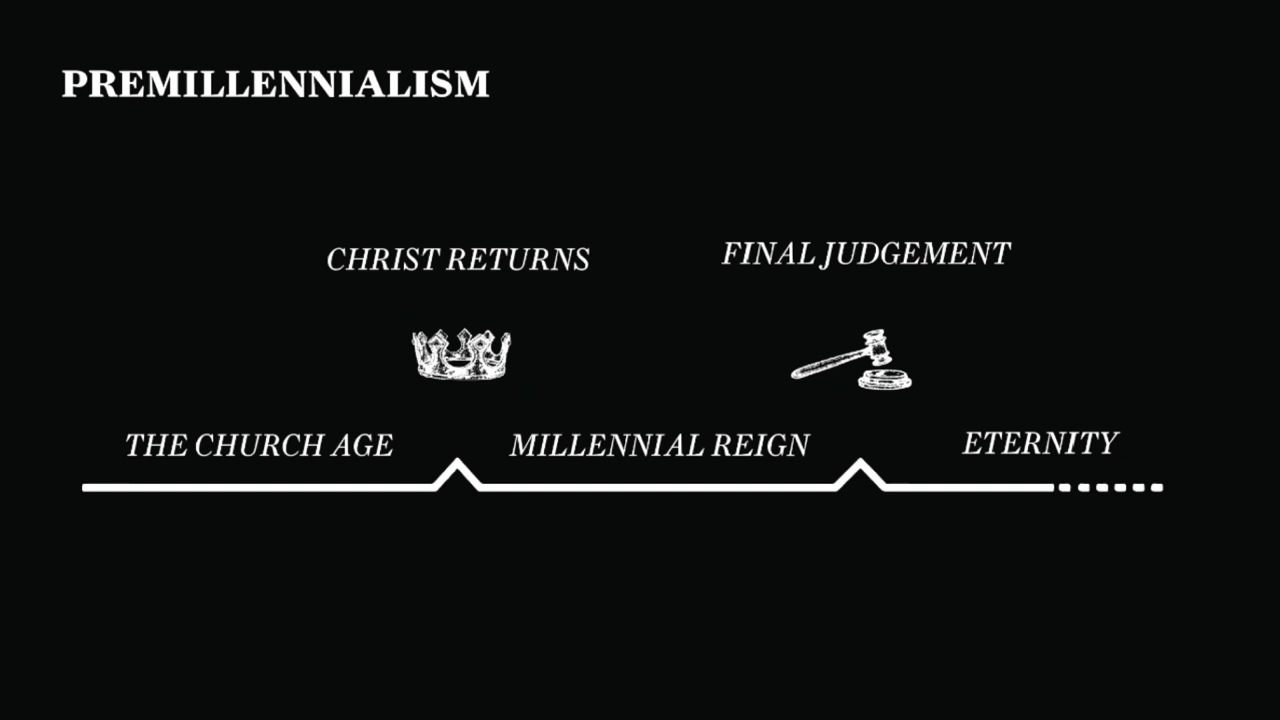 PREMILLENNIALISM
CHRIST RETURNS
FINAL JUDGEMENT
THE CHURCH AGE
MILLENNIAL REIGN
ETERNITY